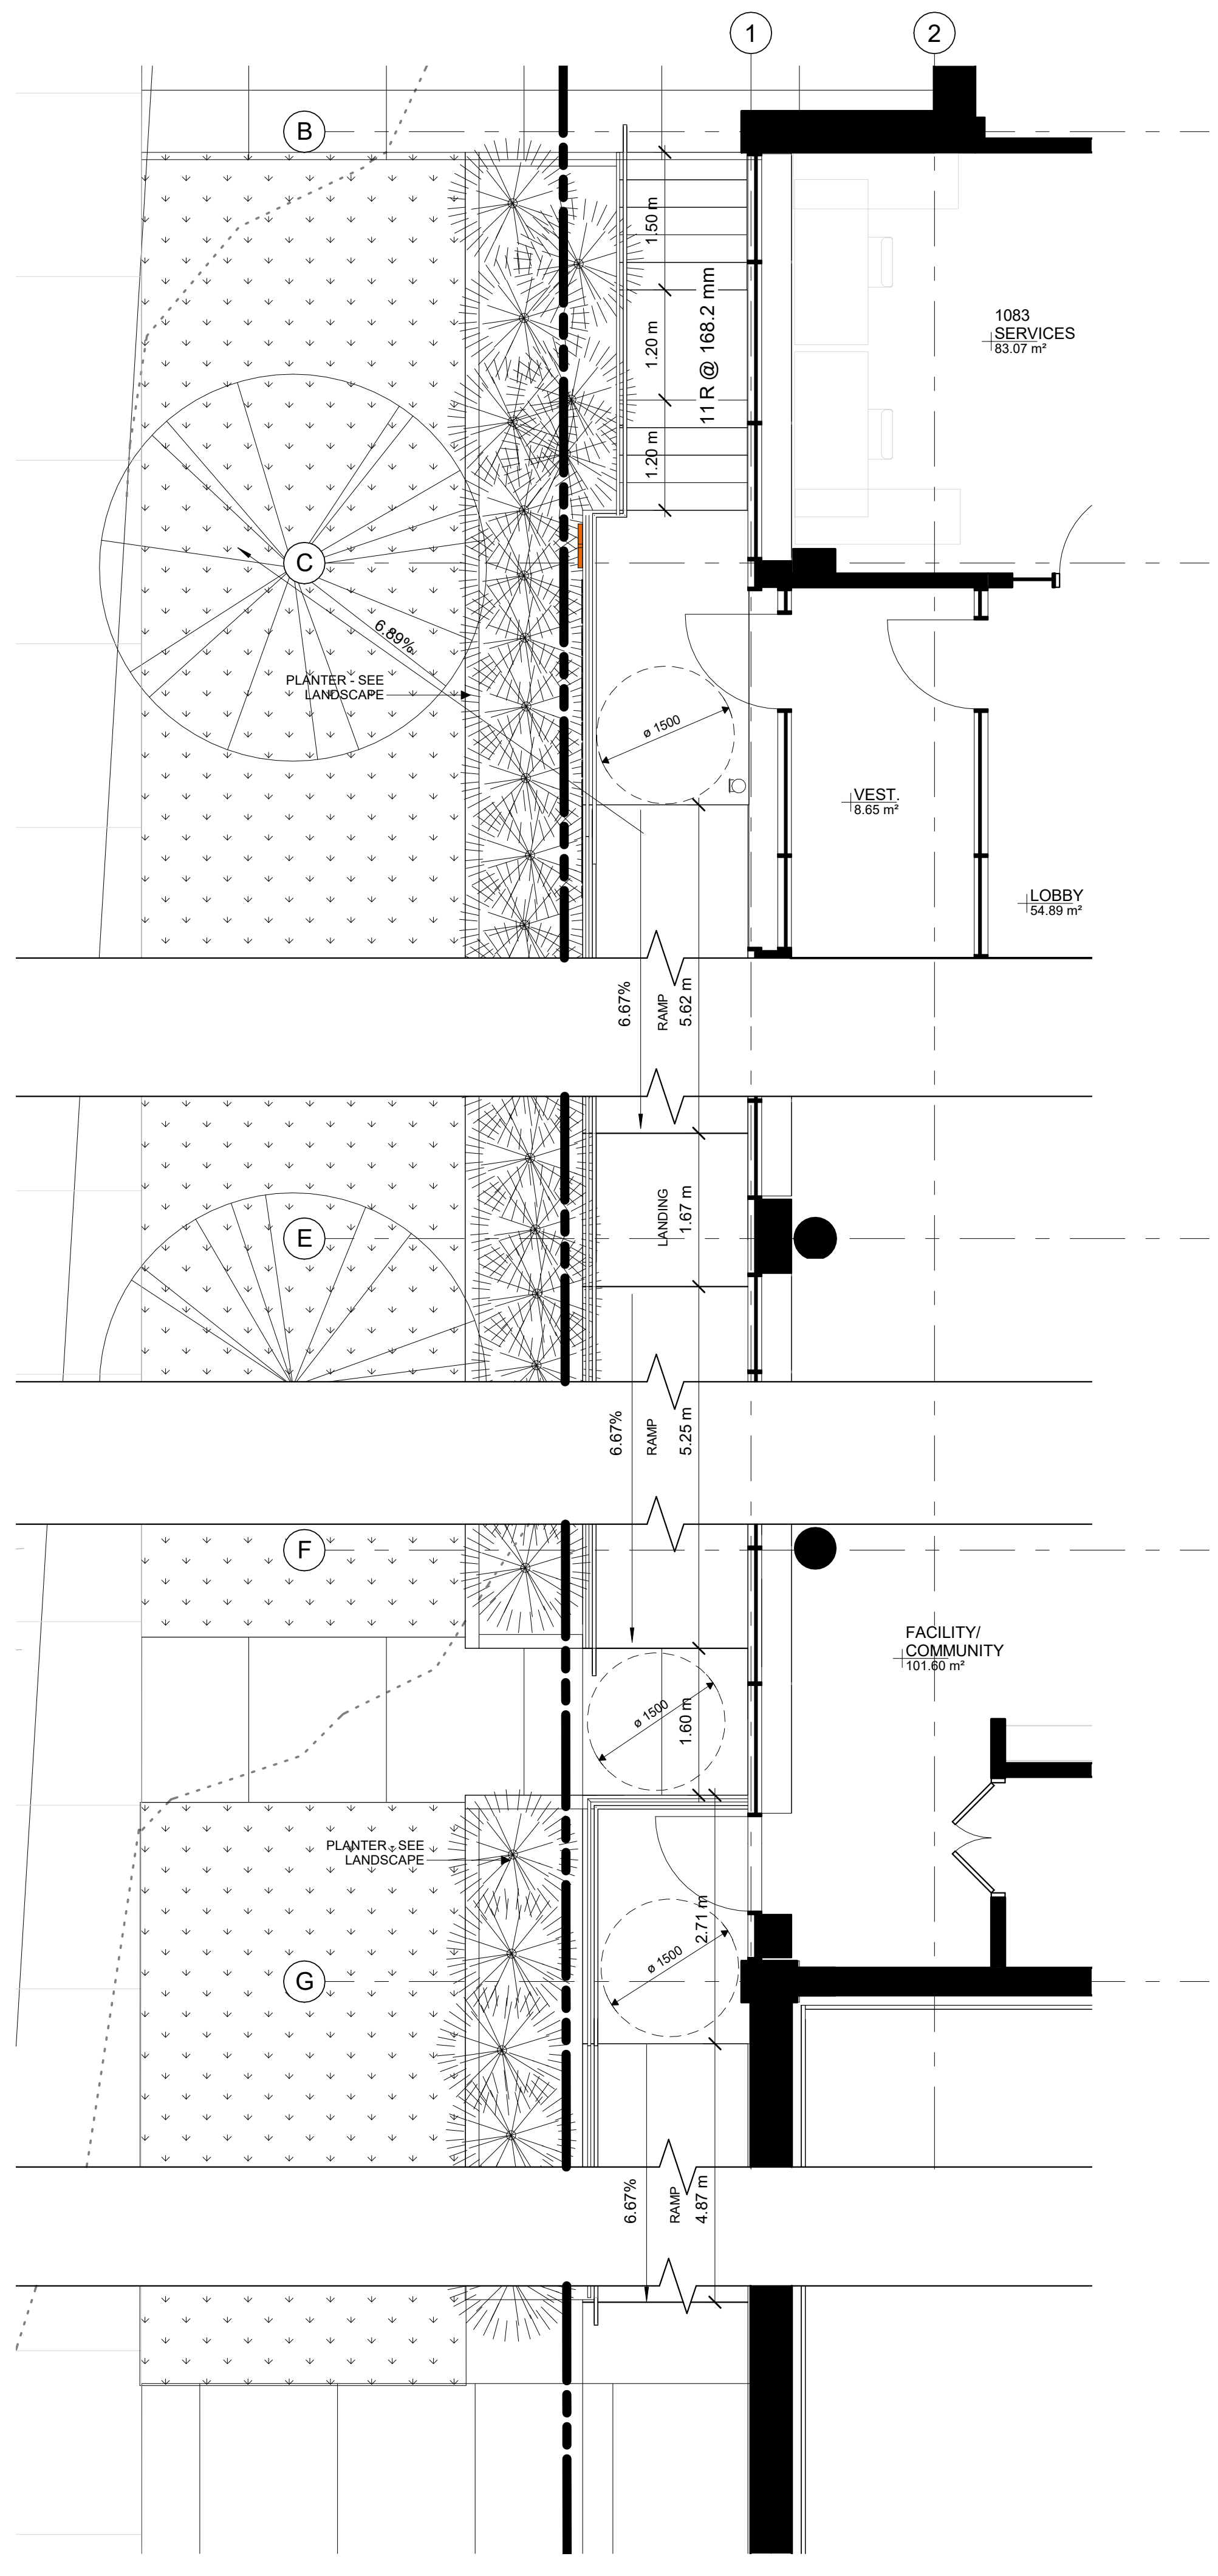 1
2
B
1.50 m
11 R @ 168.2 mm
1.20 m
1.20 m
1083
SERVICES
83.07 m²
C
6.89%
PLANTER - SEE
LANDSCAPE
ø 1500
VEST.
8.65 m²
LOBBY
54.89 m²
6.67%
RAMP
5.62 m
LANDING
1.67 m
E
6.67%
RAMP
5.25 m
F
FACILITY/
COMMUNITY
101.60 m²
ø 1500
1.60 m
PLANTER - SEE
LANDSCAPE
2.71 m
ø 1500
G
6.67%
RAMP
4.87 m